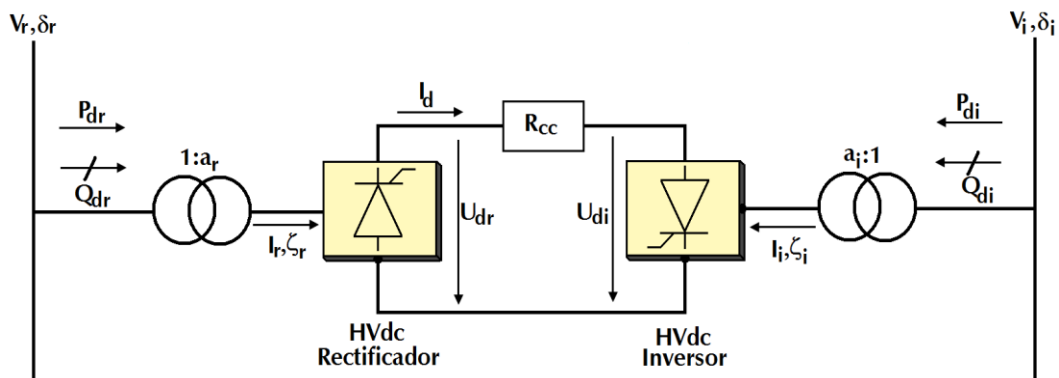 Vr,δr
Vi,δi
Pdr
Qdr
1:ar
Ir,ζr
Id
Rcc
Udr
Udi
Pdi
Qdi
ai:1
Ii,ζi
HVdc
Rectificador
HVdc
Inversor